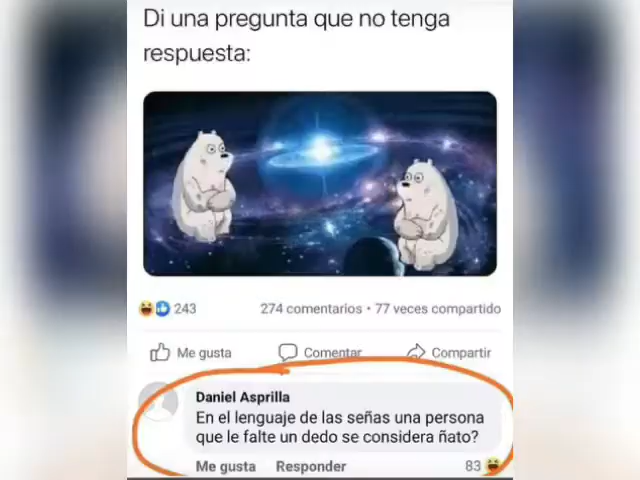 Di una pregunta que no tenga
respuesta:
243
274 comentarios • 77 veces compartido
Me gusta
Comentar
Compartir
Daniel Asprilla
En el lenguaje de las señas una persona
que le falte un dedo se considera ñato?
Me gusta
Responder
83